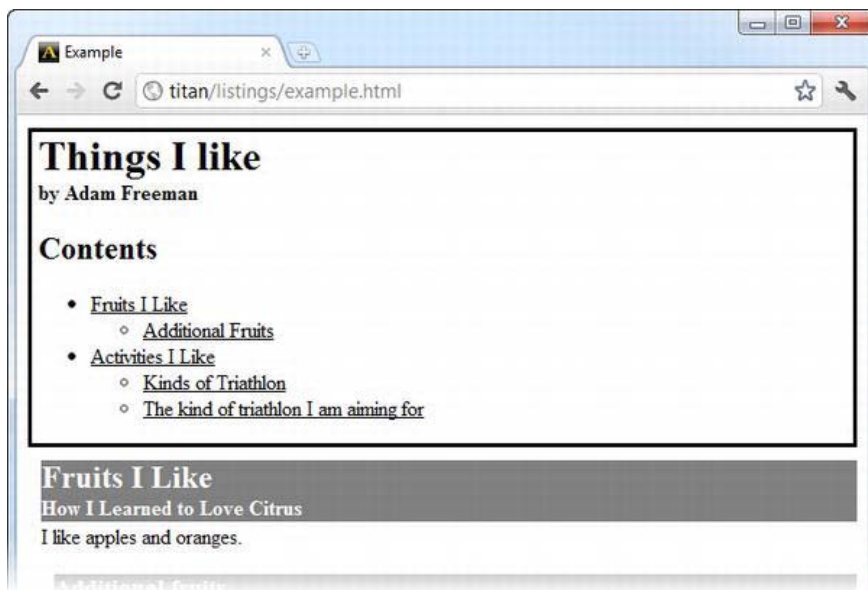 Example
titan/listings/example.html
Things I like
by Adam Freeman
Contents
Fruits I Like
Additional Fruits
Activities I Like
Kinds of Triathlon
The kind of triathlon I am aiming for
Fruits I Like
How I Learned to Love Citrus
I like apples and oranges.
Additional fruits